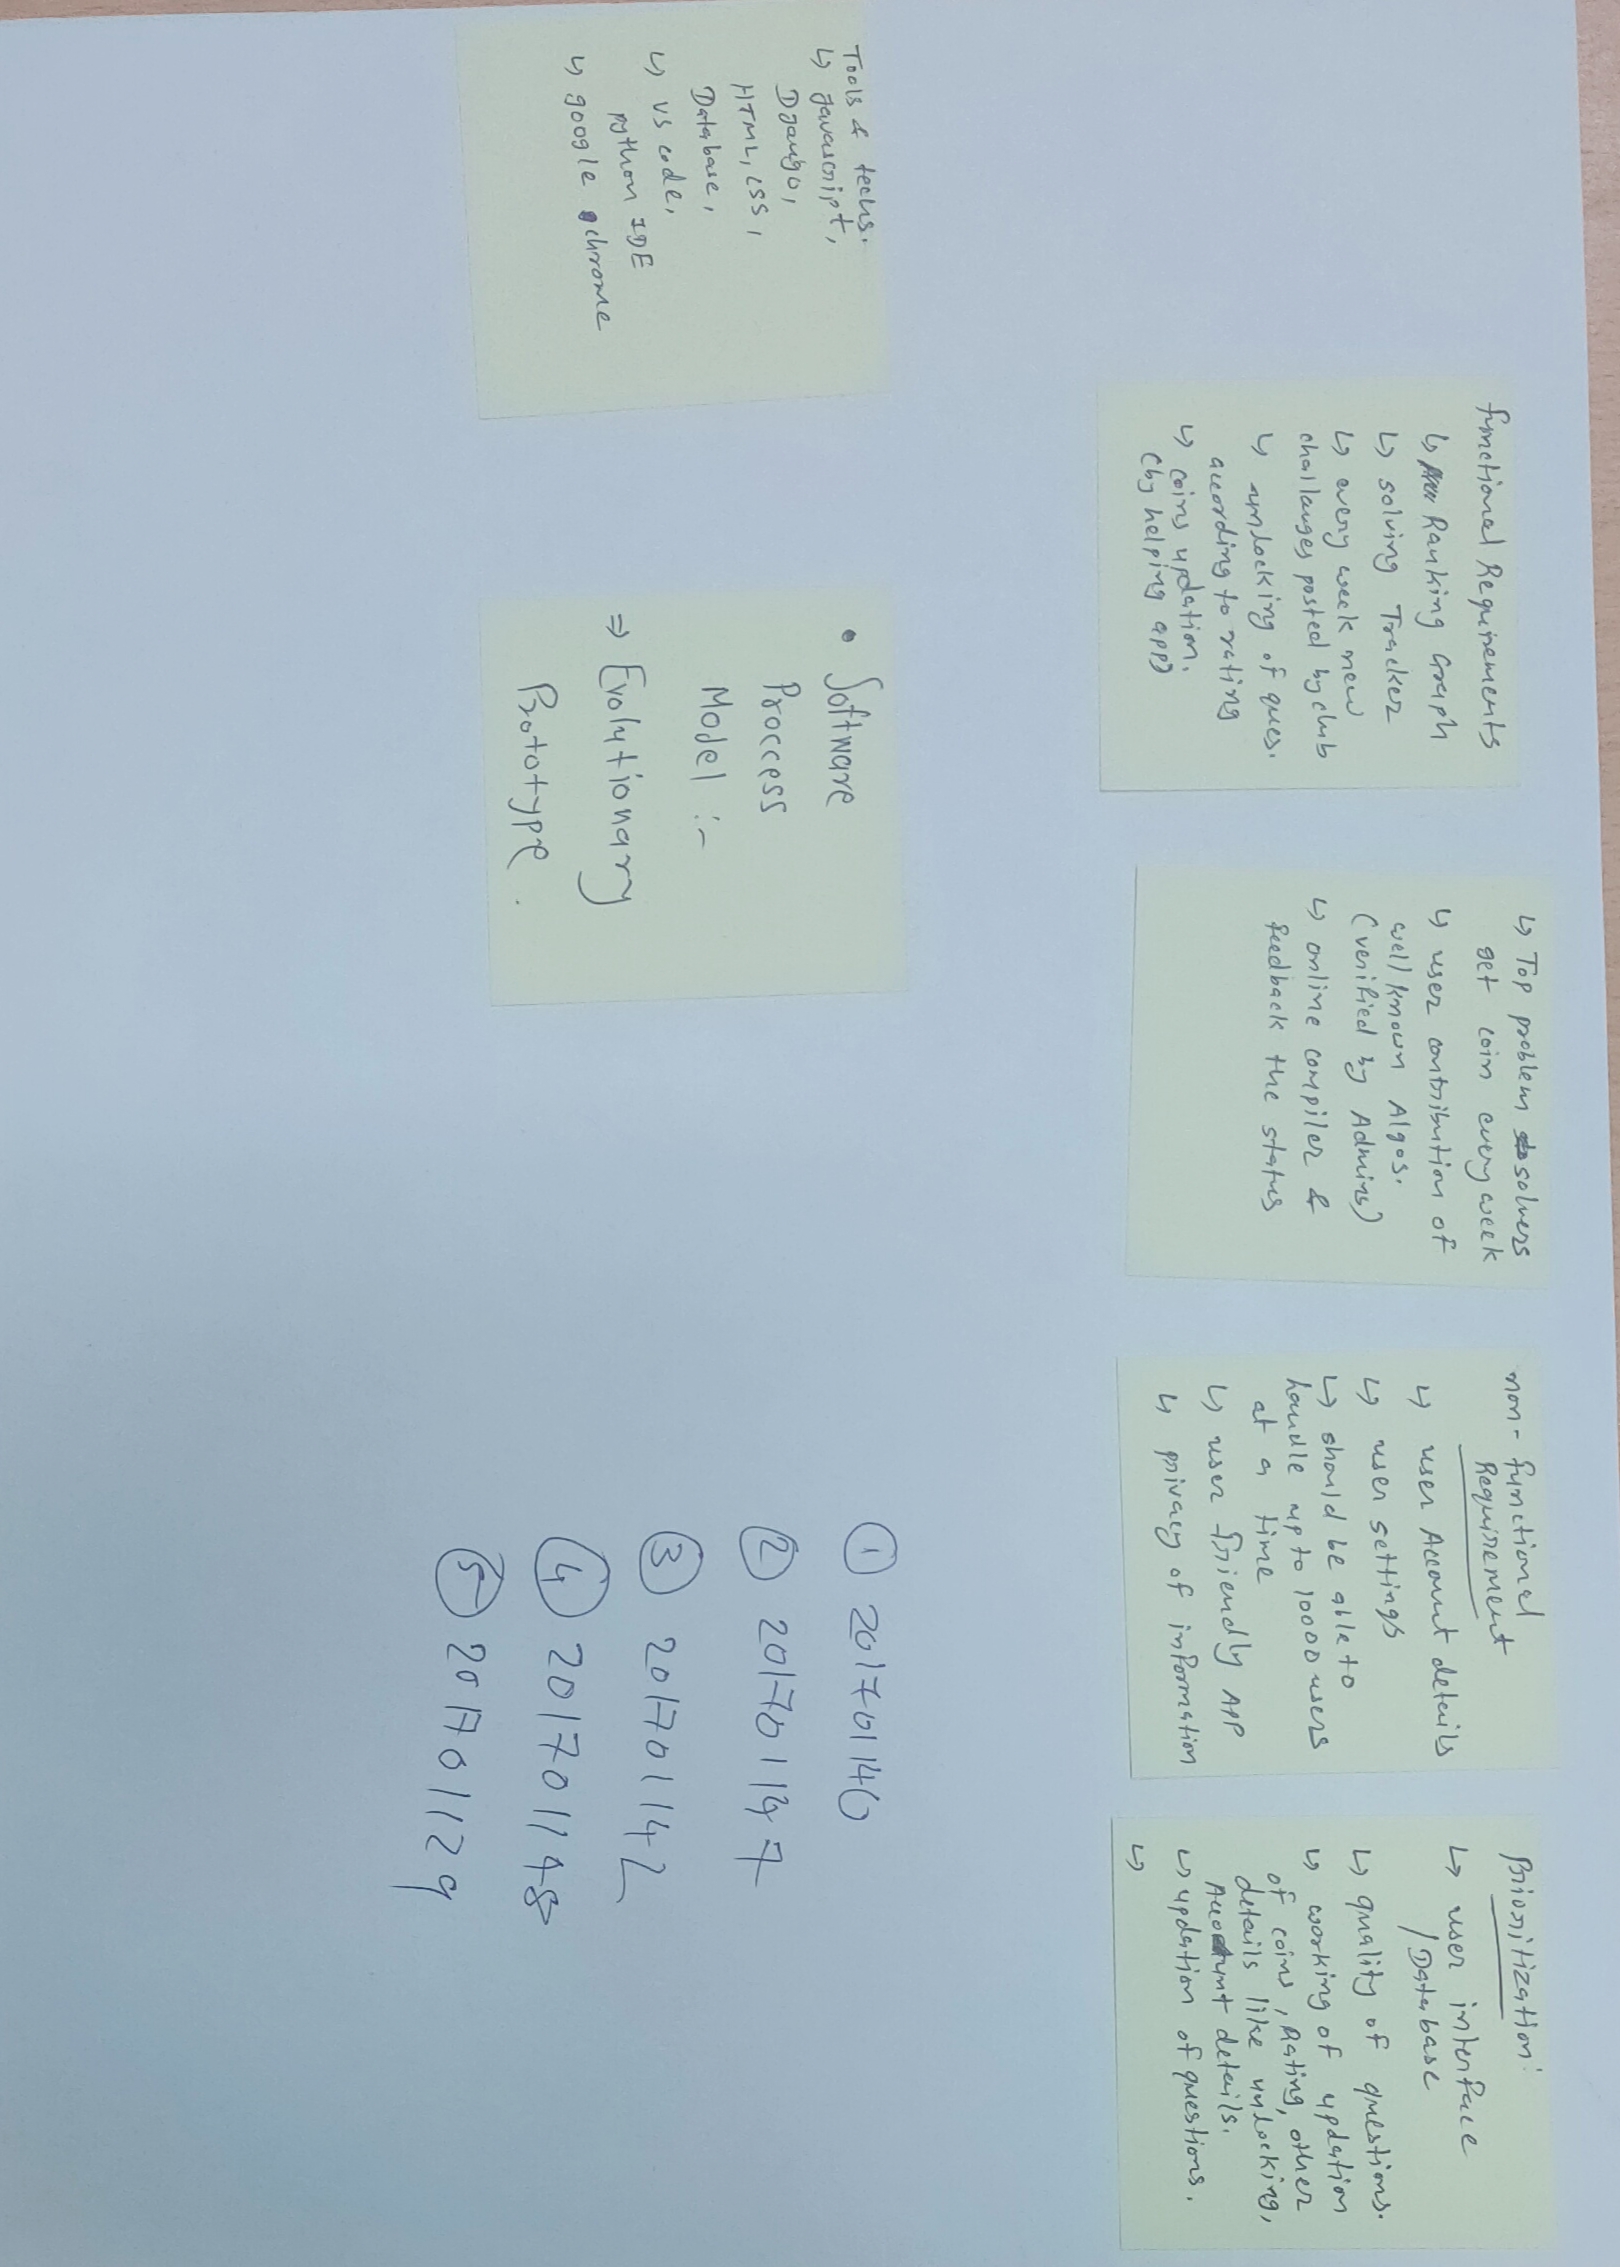 functional Requirements
↳ Ranking Graph
↳ solving Tracker
↳ every week new
challanges posted by club
↳ unlocking of ques.
according to rating
↳ coins updation.
(by helping app)
↳ Top problem solvers
get coin every week
↳ user contribution of
well known Algos.
(verified by Admins)
↳ online compiler &
feedback the status
non-functional
Requirement
↳ user Account details
↳ user settings
↳ should be able to
handle up to 10000 users
at a time
↳ user friendly APP
↳ privacy of information
Prioritization:
↳ user interface
/Database
↳ quality of questions.
↳ working of updation
of coins, Rating, other
details like unlocking,
Account details.
↳ updation of questions.
↳
Tools & techs.
↳ Javascript,
Django,
HTML, CSS,
Database,
↳ VS code,
python IDE
↳ google chrome
• Software
Proccess
Model :-
⇒ Evolutionary
Prototype.
① 201701140
② 201701147
③ 201701142
④ 201701148
⑤ 201701129